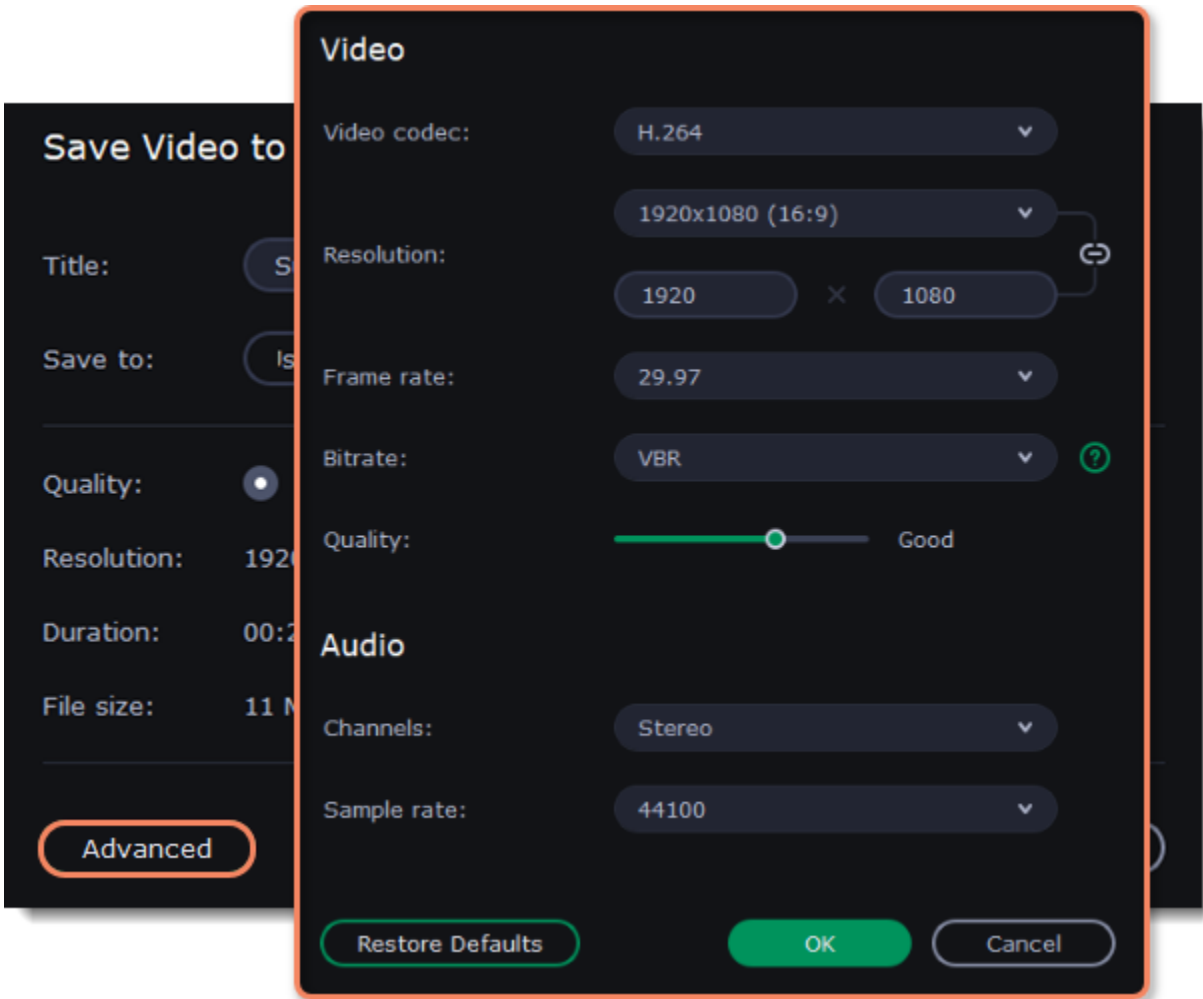 Video
Video codec: H.264
1920x1080 (16:9)
Resolution:
1920 × 1080
Frame rate: 29.97
Bitrate: VBR ?
Quality: Good
Audio
Channels: Stereo
Sample rate: 44100
Restore Defaults OK Cancel
Save Video to
Title:
Save to:
Quality:
Resolution:
Duration:
File size: 11
Advanced